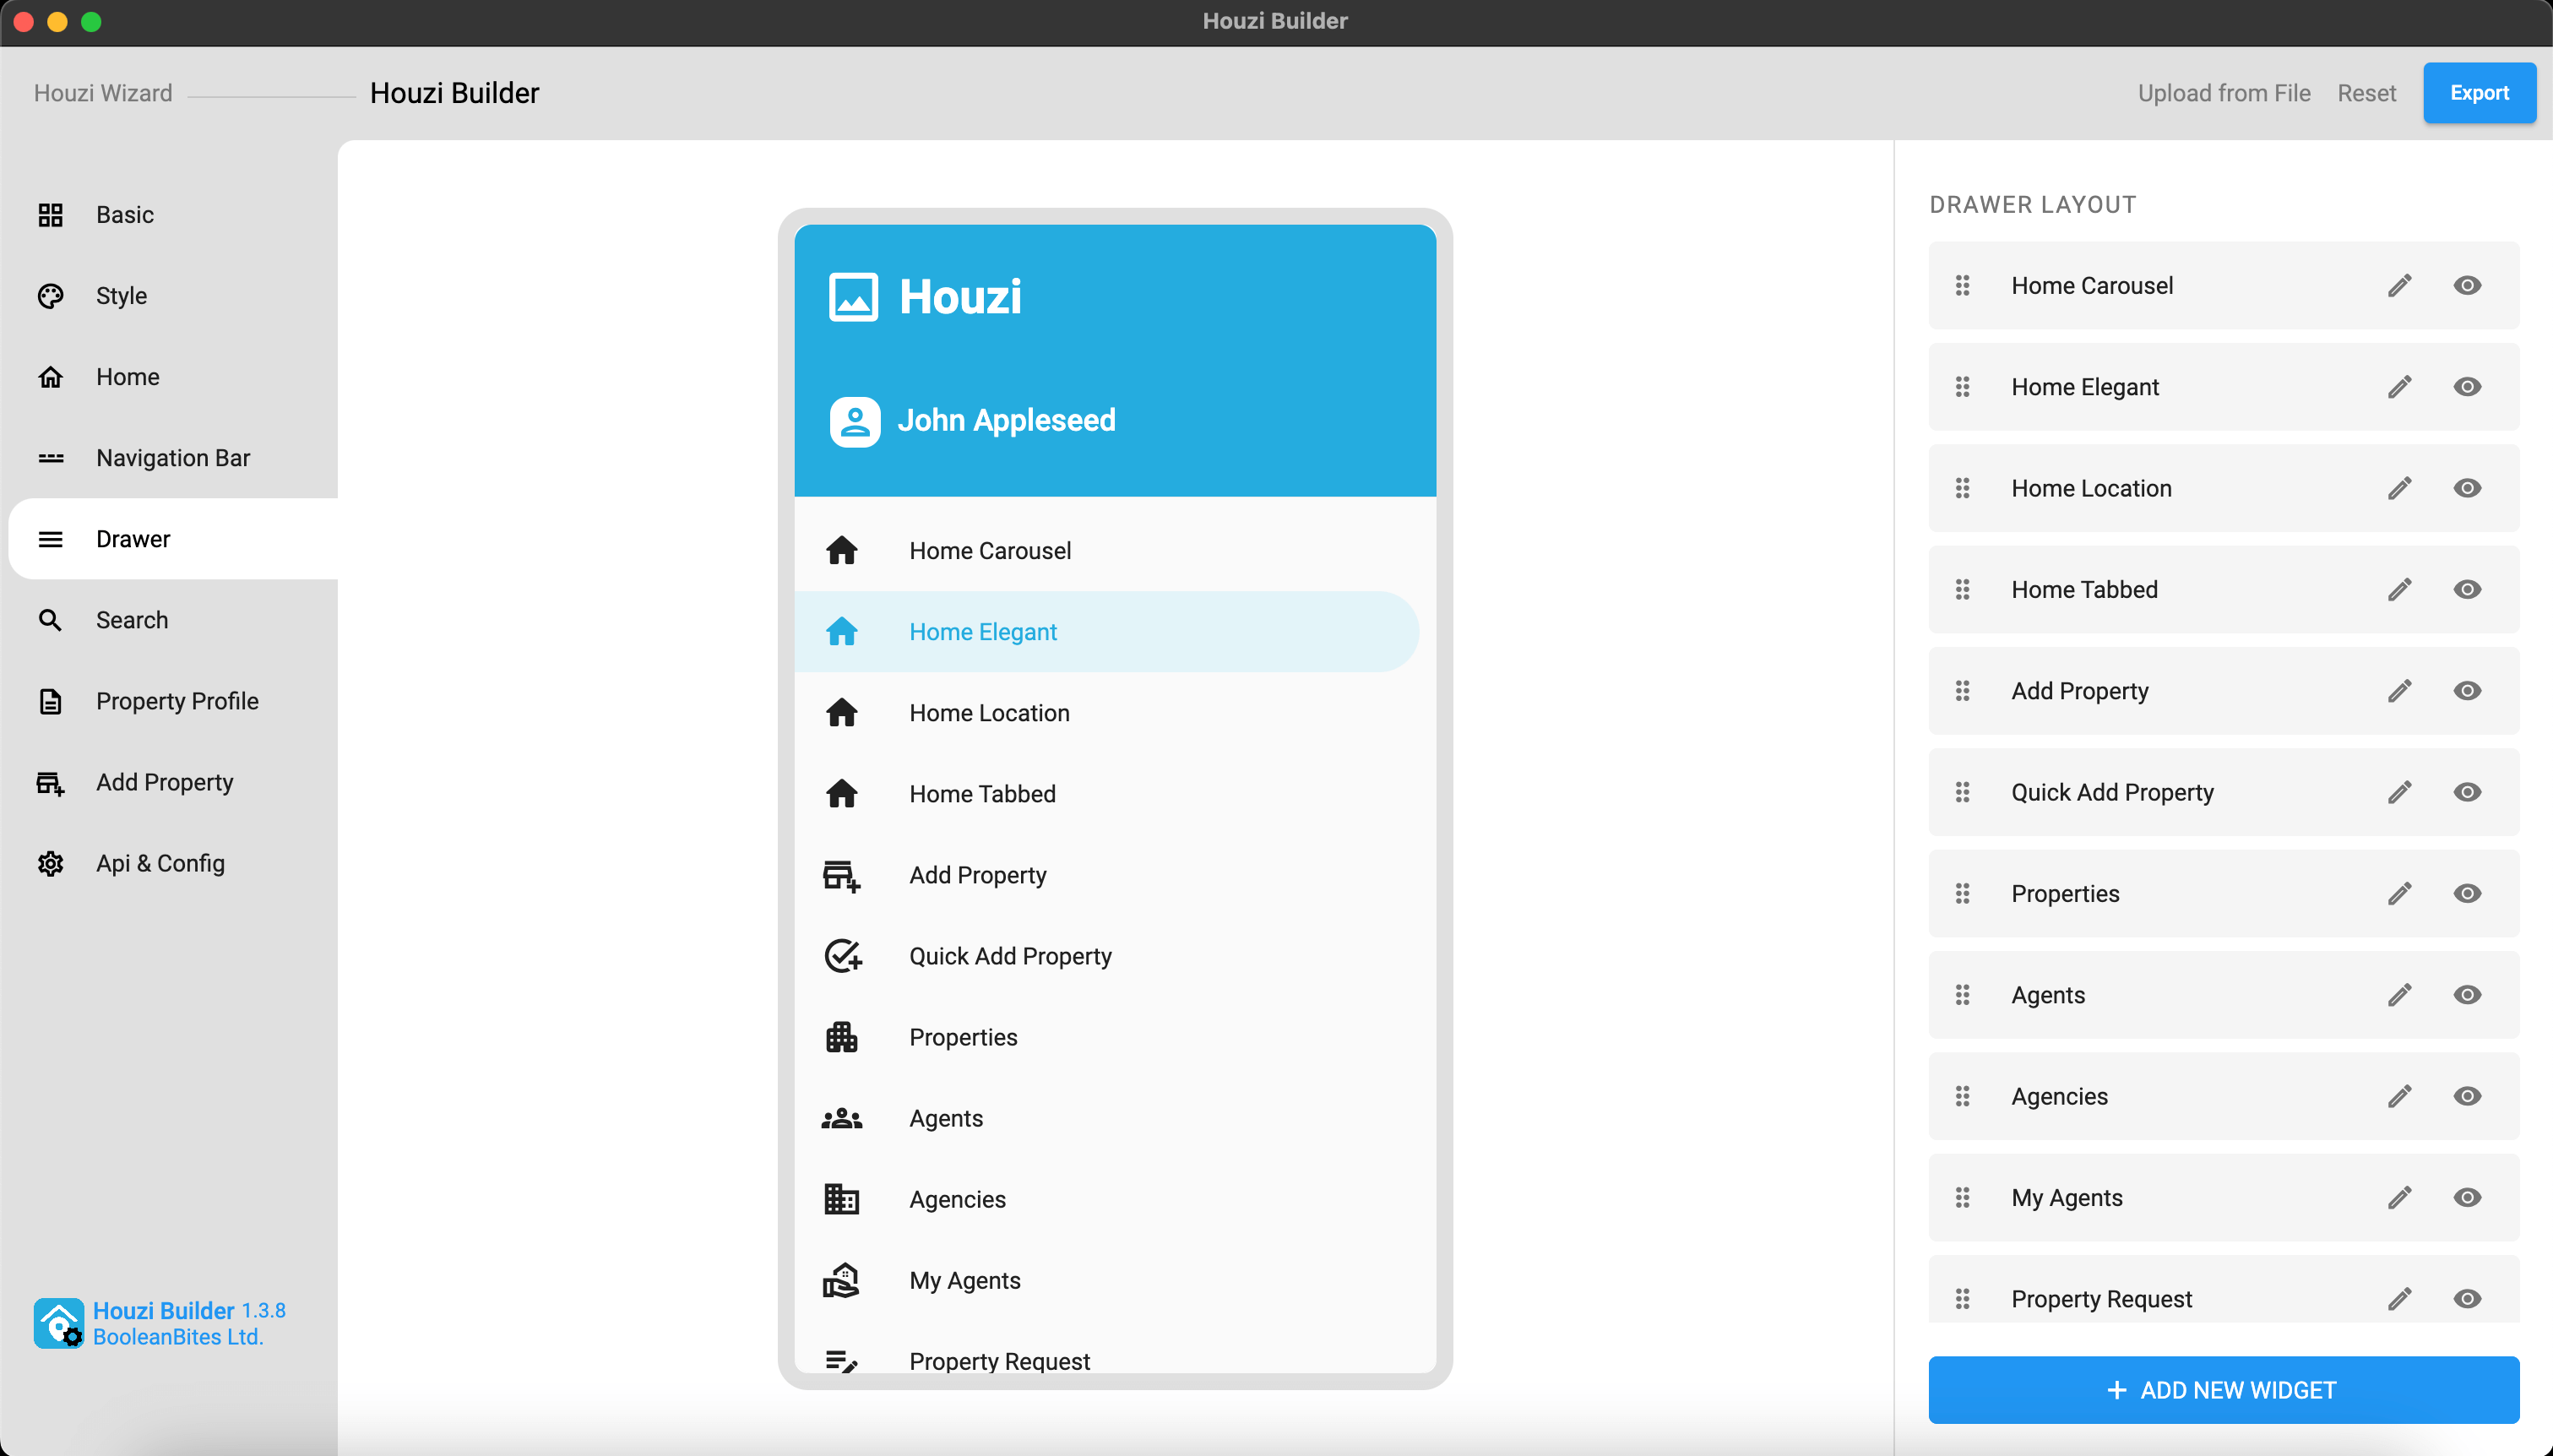 Houzi Builder
Houzi Wizard
Houzi Builder
Upload from File
Reset
Export
Basic
Style
Home
Navigation Bar
Drawer
Search
Property Profile
Add Property
Api & Config
Houzi Builder 1.3.8
BooleanBites Ltd.
Houzi
John Appleseed
Home Carousel
Home Elegant
Home Location
Home Tabbed
Add Property
Quick Add Property
Properties
Agents
Agencies
My Agents
Property Request
DRAWER LAYOUT
Home Carousel
Home Elegant
Home Location
Home Tabbed
Add Property
Quick Add Property
Properties
Agents
Agencies
My Agents
Property Request
ADD NEW WIDGET